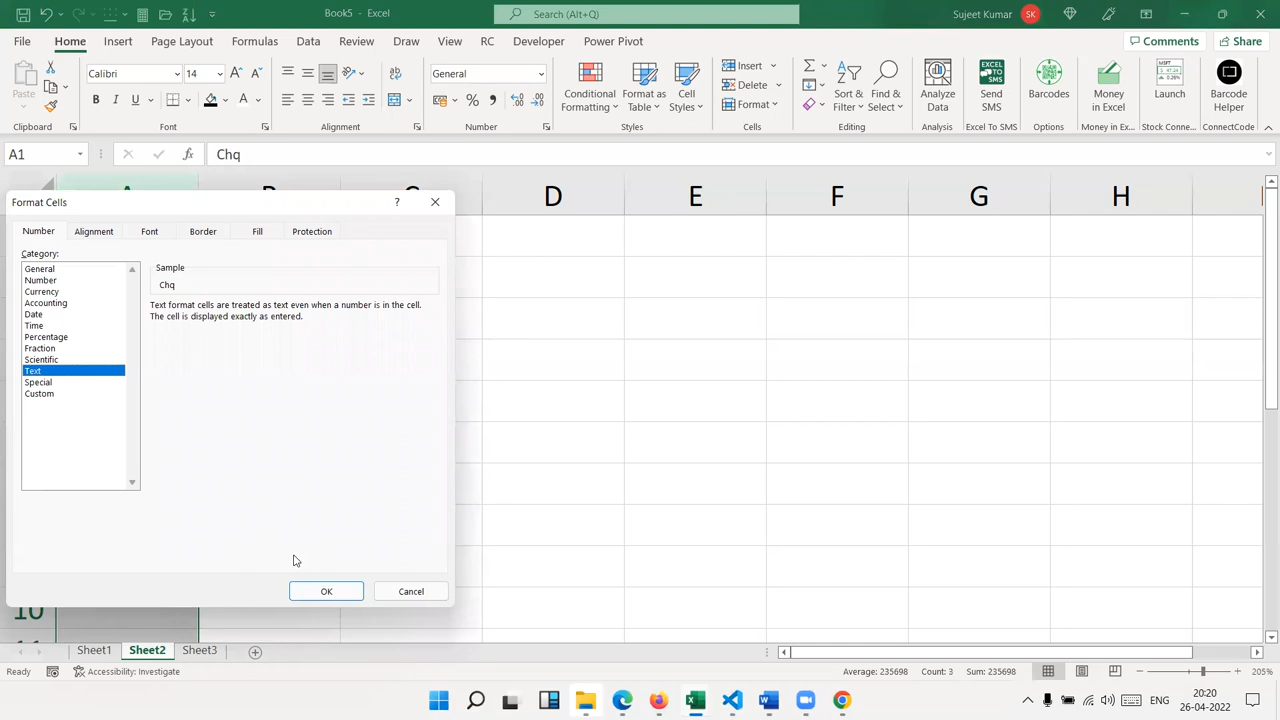 Book5 - Excel
Search (Alt+Q)
Sujeet Kumar
SK
File Home Insert Page Layout Formulas Data Review View Draw RC Developer Power Pivot
Comments
Share
Paste
Calibri
14
General
Conditional Formatting
Format as Table
Cell Styles
Insert
Delete
Format
Sort & Filter
Find & Select
Analyze Data
Send SMS
Barcodes
Money in Excel
Launch
Barcode Helper
Clipboard
Font
Alignment
Number
Styles
Cells
Editing
Analysis
Excel To SMS
Options
Money in Ex...
Stock Conne...
ConnectCode
A1
Chq
D E F G H
Format Cells
Number Alignment Font Border Fill Protection
Category:
General
Number
Currency
Accounting
Date
Time
Percentage
Fraction
Scientific
Text
Special
Custom
Sample
Chq
Text format cells are treated as text even when a number is in the cell.
The cell is displayed exactly as entered.
OK
Cancel
10
Sheet1 Sheet2 Sheet3
Ready
Accessibility: Investigate
Average: 235698 Count: 3 Sum: 235698
205%
ENG
20:20
26-04-2022